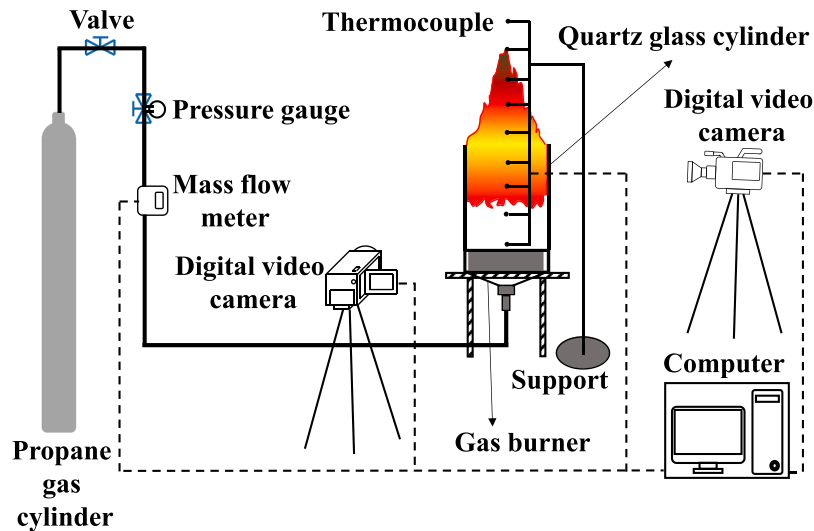 Valve
Thermocouple
Quartz glass cylinder
Pressure gauge
Digital video
camera
Mass flow
meter
Digital video
camera
Computer
Support
Gas burner
Propane
gas
cylinder